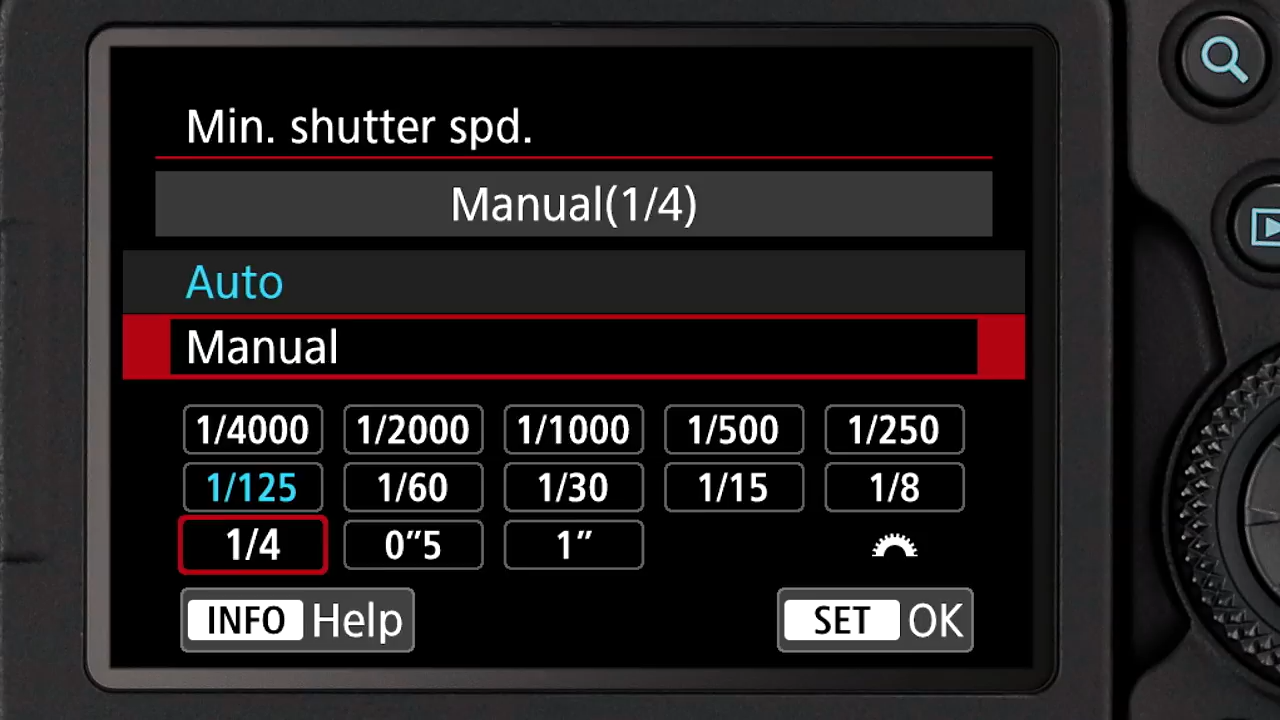 Min. shutter spd.
Manual(1/4)
Auto
Manual
1/4000 1/2000 1/1000 1/500 1/250
1/125 1/60 1/30 1/15 1/8
1/4 0"5 1"
INFO Help SET OK